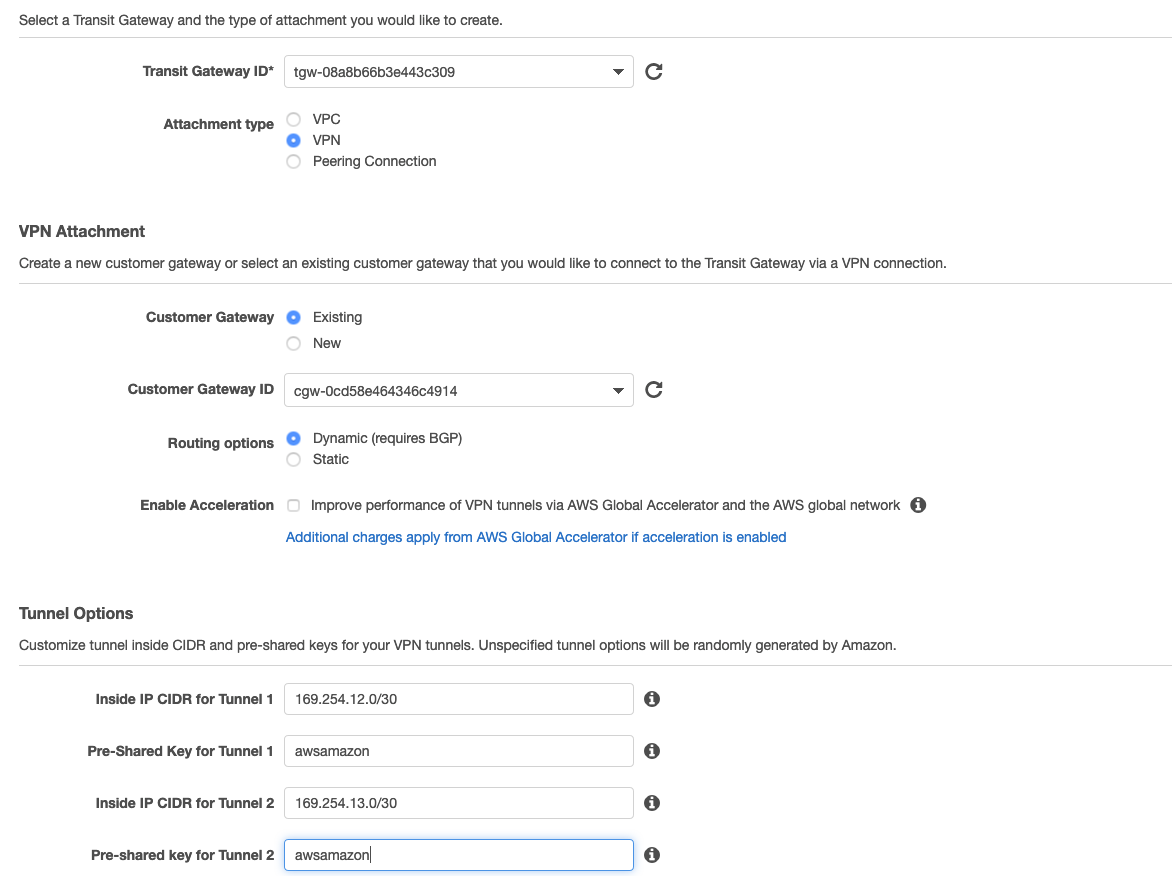 Select a Transit Gateway and the type of attachment you would like to create.
Transit Gateway ID* tgw-08a8b66b3e443c309
Attachment type VPC
VPN
Peering Connection
VPN Attachment
Create a new customer gateway or select an existing customer gateway that you would like to connect to the Transit Gateway via a VPN connection.
Customer Gateway Existing
New
Customer Gateway ID cgw-0cd58e464346c4914
Routing options Dynamic (requires BGP)
Static
Enable Acceleration Improve performance of VPN tunnels via AWS Global Accelerator and the AWS global network
Additional charges apply from AWS Global Accelerator if acceleration is enabled
Tunnel Options
Customize tunnel inside CIDR and pre-shared keys for your VPN tunnels. Unspecified tunnel options will be randomly generated by Amazon.
Inside IP CIDR for Tunnel 1 169.254.12.0/30
Pre-Shared Key for Tunnel 1 awsamazon
Inside IP CIDR for Tunnel 2 169.254.13.0/30
Pre-shared key for Tunnel 2 awsamazon